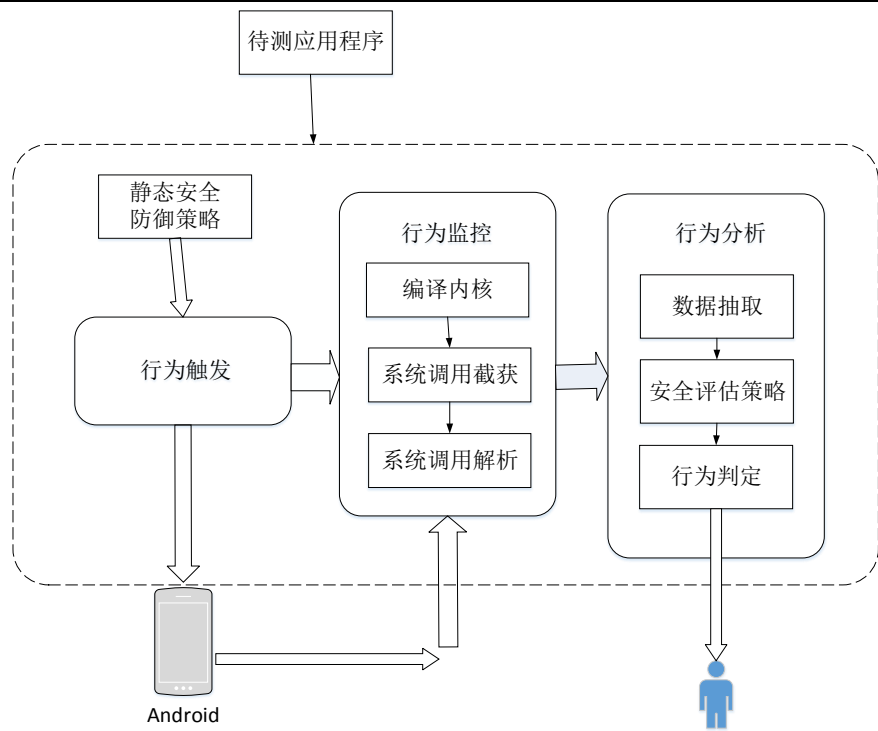 待测应用程序
静态安全
防御策略
行为触发
行为监控
编译内核
系统调用截获
系统调用解析
行为分析
数据抽取
安全评估策略
行为判定
Android